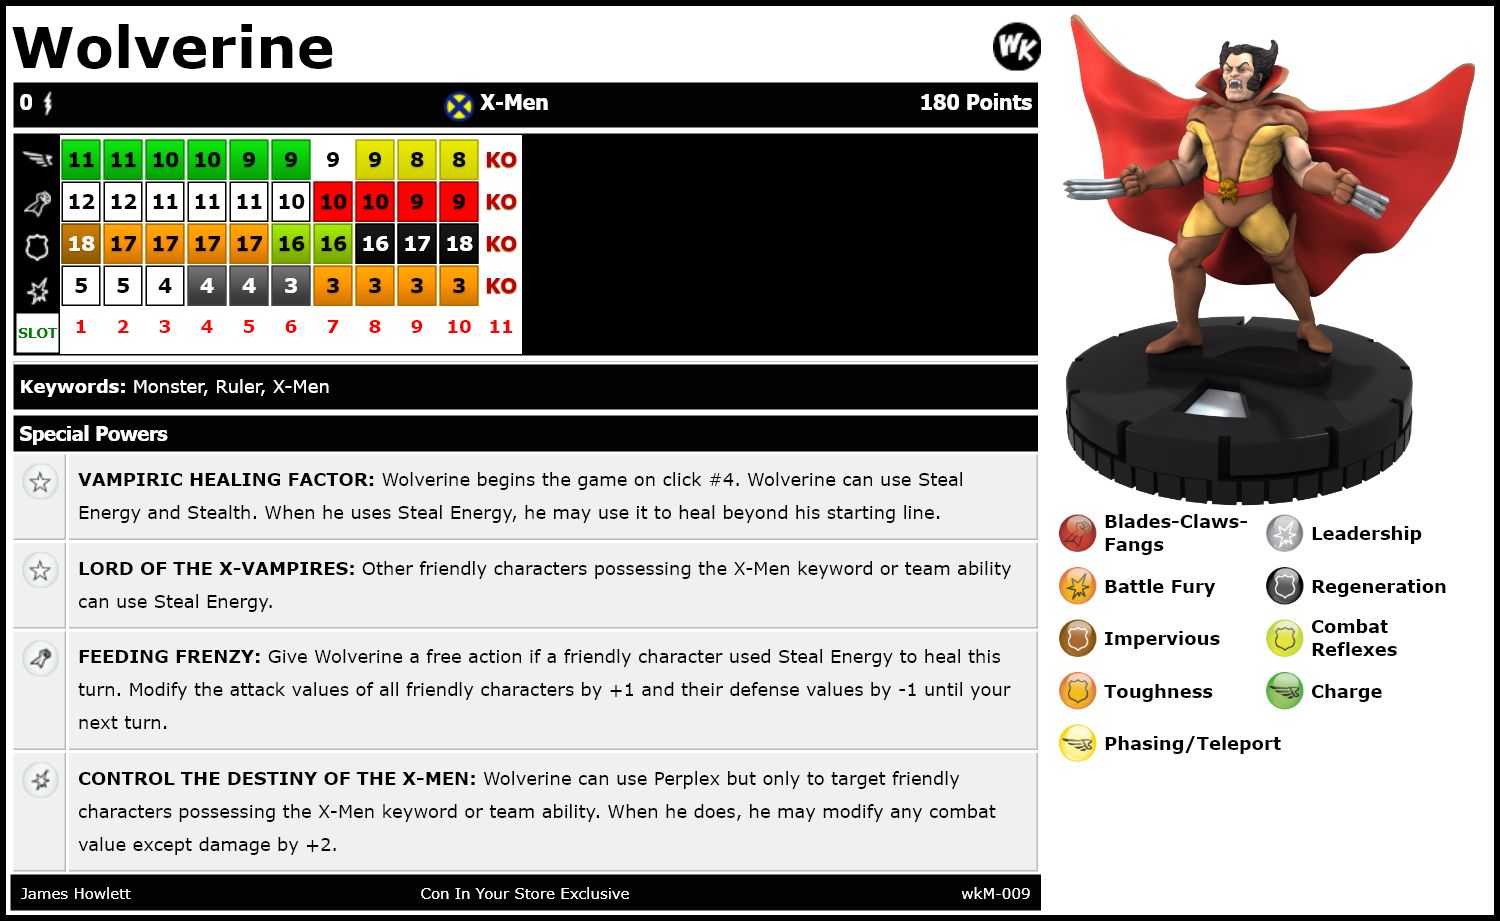 Wolverine
WK
0 X-Men 180 Points
11 11 10 10 9 9 9 9 8 8 KO
12 12 11 11 11 10 10 10 9 9 KO
18 17 17 17 17 16 16 16 17 18 KO
5 5 4 4 4 3 3 3 3 3 KO
SLOT 1 2 3 4 5 6 7 8 9 10 11
Keywords: Monster, Ruler, X-Men
Special Powers
VAMPIRIC HEALING FACTOR: Wolverine begins the game on click #4. Wolverine can use Steal
Energy and Stealth. When he uses Steal Energy, he may use it to heal beyond his starting line.
LORD OF THE X-VAMPIRES: Other friendly characters possessing the X-Men keyword or team ability
can use Steal Energy.
FEEDING FRENZY: Give Wolverine a free action if a friendly character used Steal Energy to heal this
turn. Modify the attack values of all friendly characters by +1 and their defense values by -1 until your
next turn.
CONTROL THE DESTINY OF THE X-MEN: Wolverine can use Perplex but only to target friendly
characters possessing the X-Men keyword or team ability. When he does, he may modify any combat
value except damage by +2.
James Howlett Con In Your Store Exclusive wkM-009
Blades-Claws-
Fangs
Leadership
Battle Fury
Regeneration
Impervious
Combat
Reflexes
Toughness
Charge
Phasing/Teleport